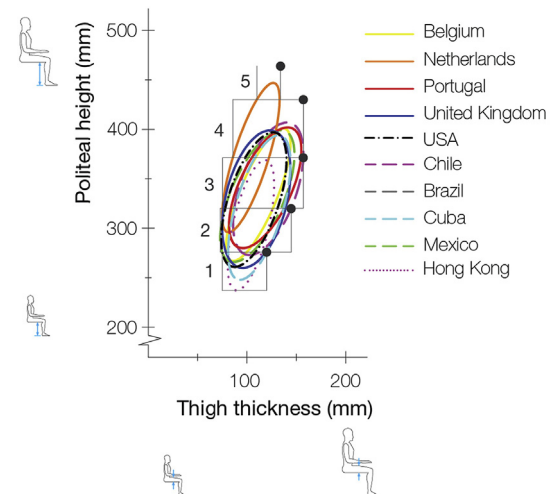 Politeal height (mm)
500
400
300
200
5
4
3
2
1
100
200
Thigh thickness (mm)
Belgium
Netherlands
Portugal
United Kingdom
USA
Chile
Brazil
Cuba
Mexico
Hong Kong